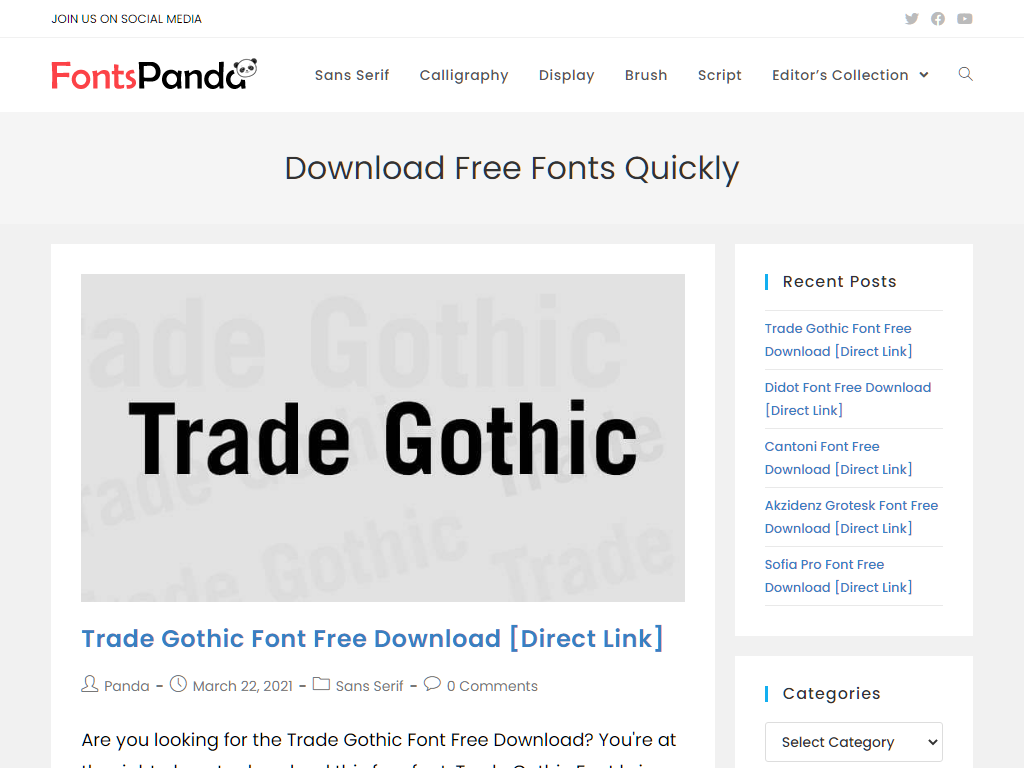 JOIN US ON SOCIAL MEDIA
FontsPanda
Sans Serif
Calligraphy
Display
Brush
Script
Editor’s Collection
Download Free Fonts Quickly
Trade Gothic
Trade Gothic Font Free Download [Direct Link]
Panda - March 22, 2021 - Sans Serif - 0 Comments
Are you looking for the Trade Gothic Font Free Download? You're at
Recent Posts
Trade Gothic Font Free
Download [Direct Link]
Didot Font Free Download
[Direct Link]
Cantoni Font Free
Download [Direct Link]
Akzidenz Grotesk Font Free
Download [Direct Link]
Sofia Pro Font Free
Download [Direct Link]
Categories
Select Category